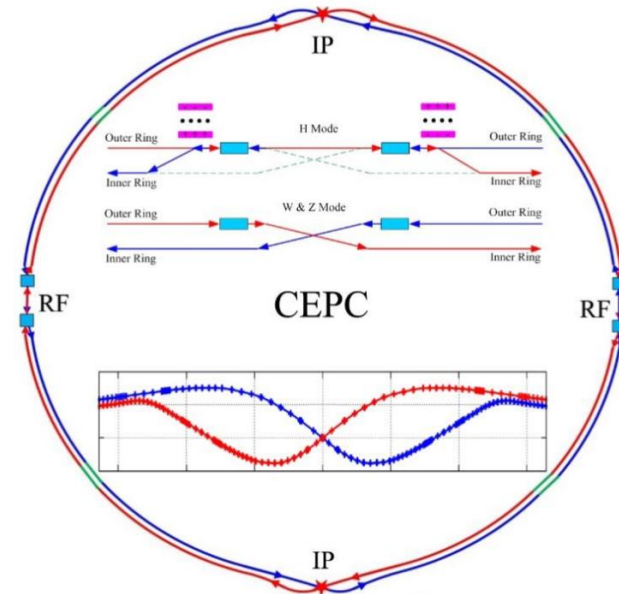 IP
H Mode
Outer Ring
Outer Ring
Inner Ring
Inner Ring
W & Z Mode
Outer Ring
Outer Ring
Inner Ring
Inner Ring
RF
CEPC
RF
IP